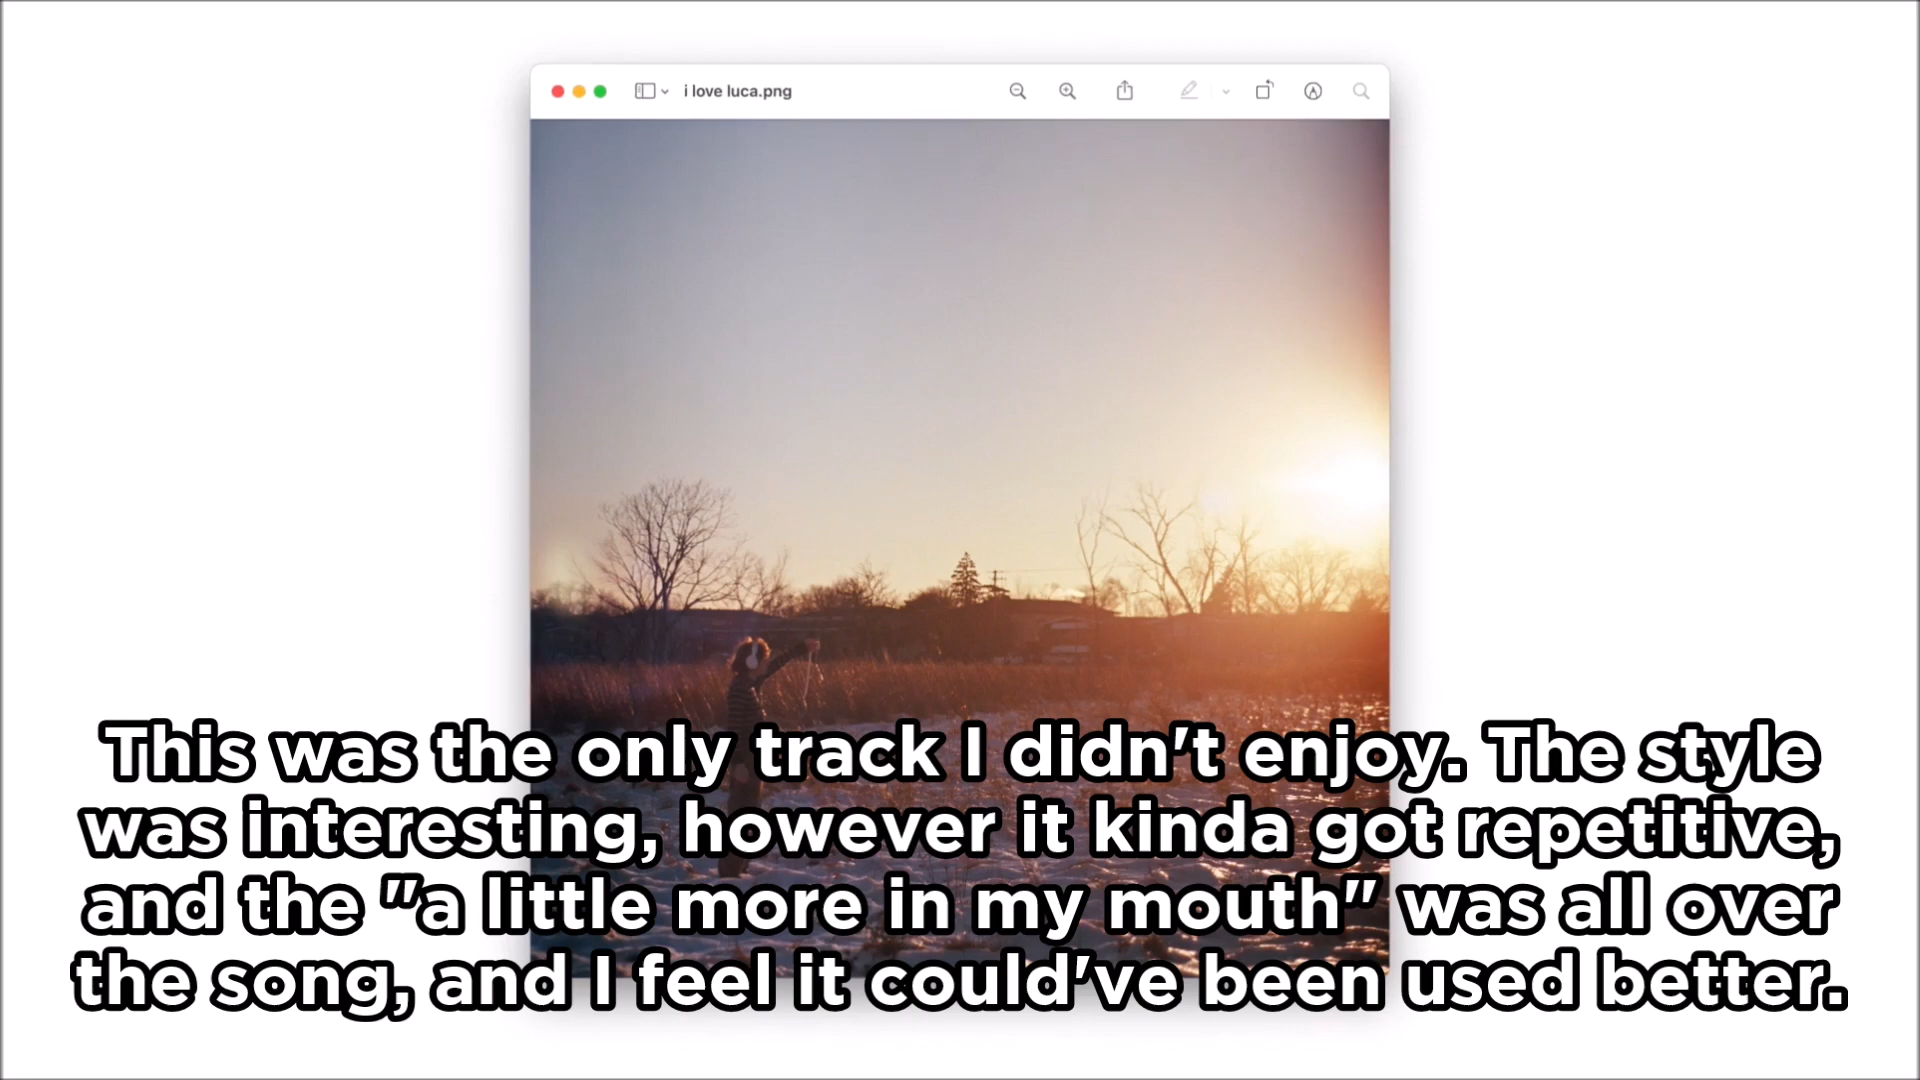 i love luca.png
This was the only track I didn't enjoy. The style
was interesting, however it kinda got repetitive,
and the "a little more in my mouth" was all over
the song, and I feel it could've been used better.